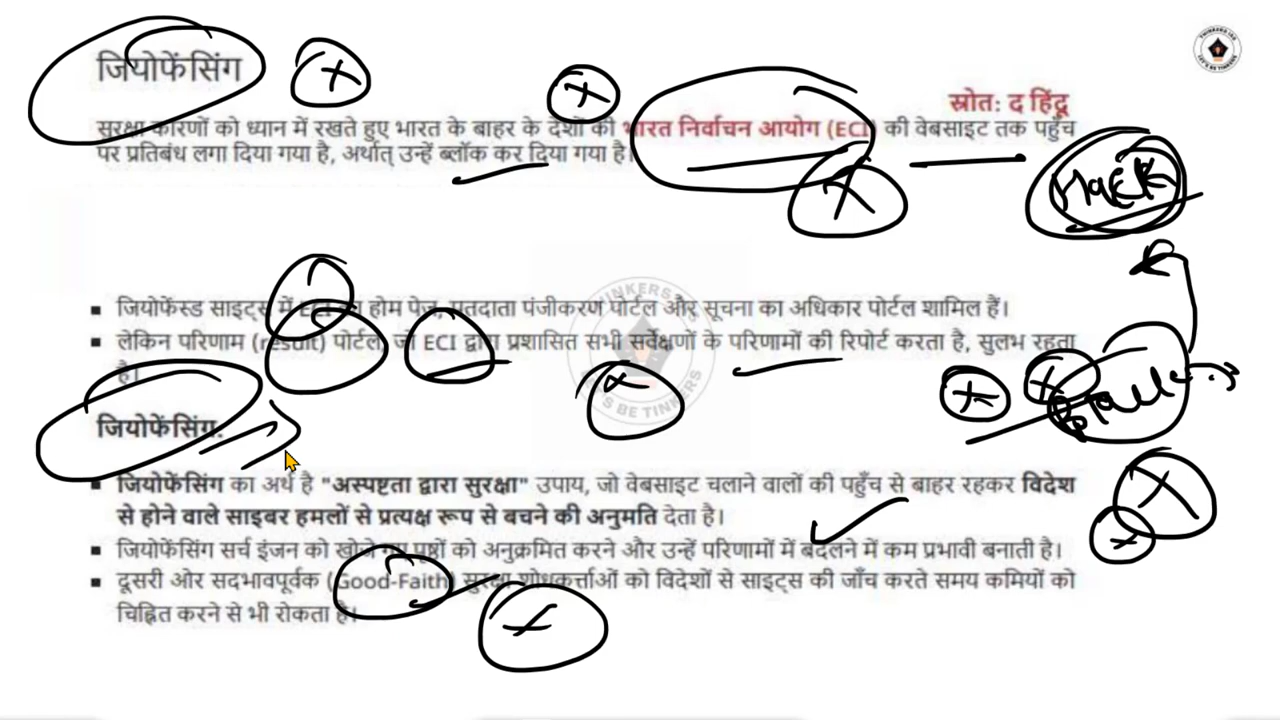 जियोफेंसिंग
स्रोत: द हिंदू
सुरक्षा कारणों को ध्यान में रखते हुए भारत के बाहर के देशों की भारत निर्वाचन आयोग (ECI) की वेबसाइट तक पहुँच
पर प्रतिबंध लगा दिया गया है, अर्थात् उन्हें ब्लॉक कर दिया गया है।
जियोफेंस्ड साइट्स में ECI का होम पेज, मतदाता पंजीकरण पोर्टल और सूचना का अधिकार पोर्टल शामिल हैं।
लेकिन परिणाम (result) पोर्टल, जो ECI द्वारा प्रशासित सभी सर्वेक्षणों के परिणामों की रिपोर्ट करता है, सुलभ रहता
है।
जियोफेंसिंग:
जियोफेंसिंग का अर्थ है "अस्पष्टता द्वारा सुरक्षा" उपाय, जो वेबसाइट चलाने वालों की पहुँच से बाहर रहकर विदेश
से होने वाले साइबर हमलों से प्रत्यक्ष रूप से बचने की अनुमति देता है।
जियोफेंसिंग सर्च इंजन को खोजे गए पृष्ठों को अनुक्रमित करने और उन्हें परिणामों में बदलने में कम प्रभावी बनाती है।
दूसरी ओर सदभावपूर्वक (Good-Faith) सुरक्षा शोधकर्त्ताओं को विदेशों से साइट्स की जाँच करते समय कमियों को
चिह्नित करने से भी रोकता है।